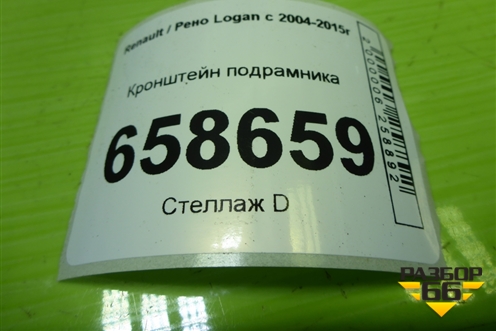 Renault / Рено Logan с 2004-2015г
Кронштейн подрамника
658659
Стеллаж D
РАЗБОР
66